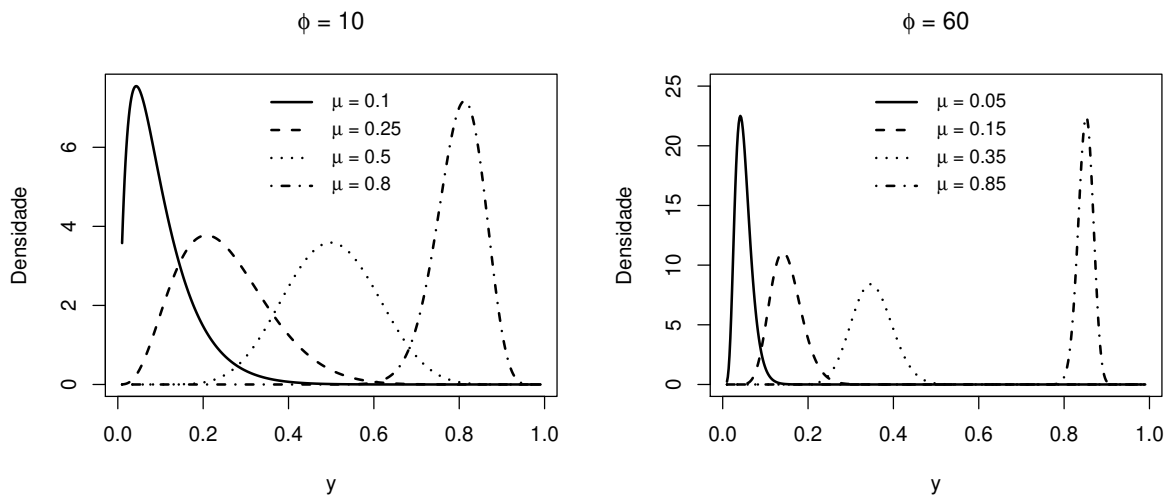 ϕ = 10
Densidade
6
4
2
0
μ = 0.1
μ = 0.25
μ = 0.5
μ = 0.8
0.0 0.2 0.4 0.6 0.8 1.0
y
ϕ = 60
Densidade
25
20
15
10
5
0
μ = 0.05
μ = 0.15
μ = 0.35
μ = 0.85
0.0 0.2 0.4 0.6 0.8 1.0
y